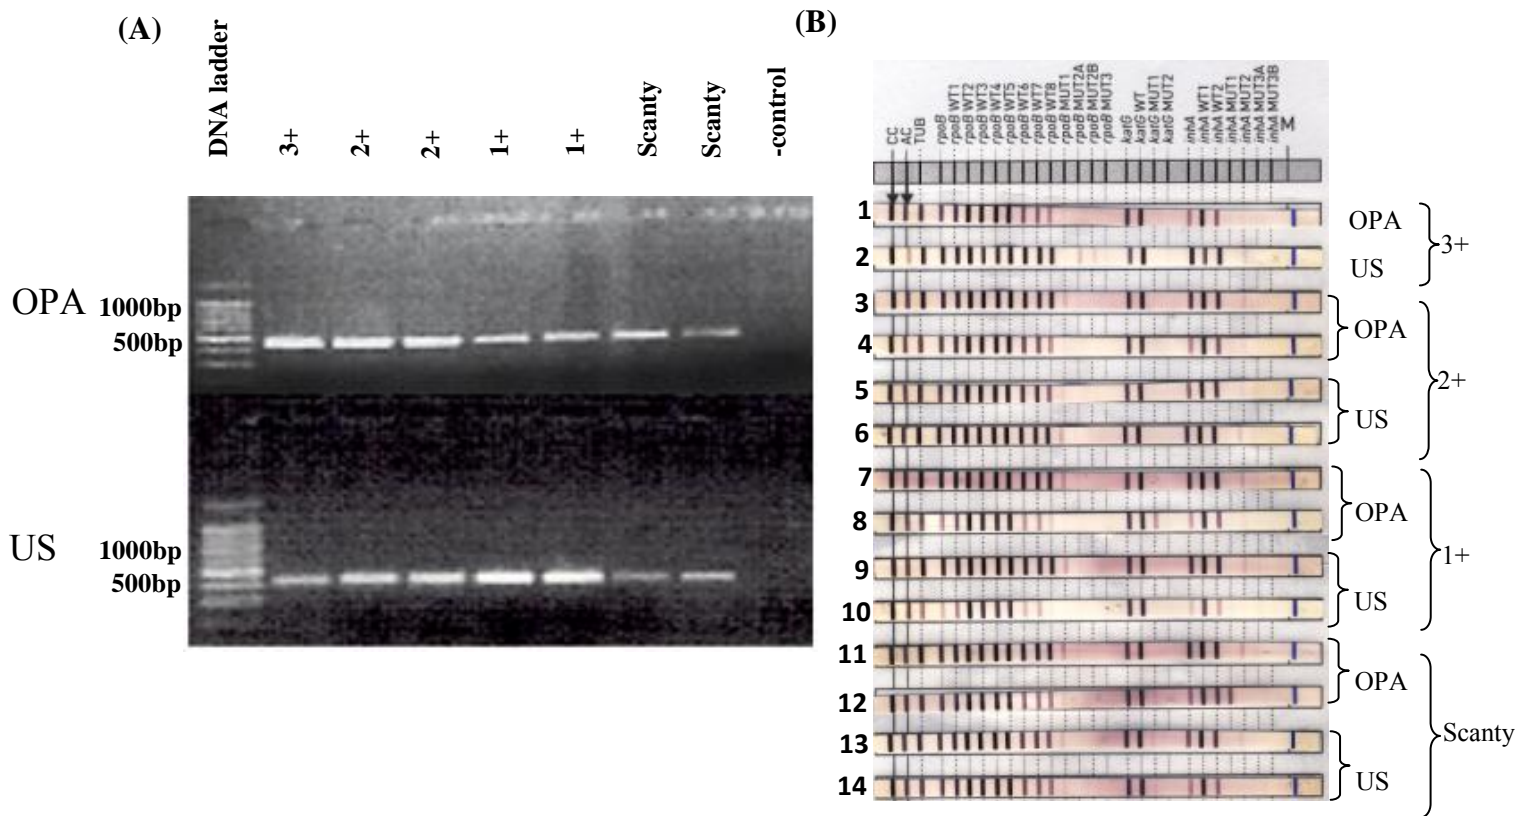 (A)
DNA ladder
3+
2+
2+
1+
1+
Scanty
Scanty
-control
OPA
1000bp
500bp
US
1000bp
500bp
(B)
CC
AC
TUB
rpoB
rpoB WT1
rpoB WT2
rpoB WT3
rpoB WT4
rpoB WT5
rpoB WT6
rpoB WT7
rpoB WT8
rpoB MUT1
rpoB MUT2A
rpoB MUT2B
rpoB MUT3
katG
katG WT
katG MUT1
katG MUT2
inhA
inhA WT1
inhA WT2
inhA MUT1
inhA MUT2
inhA MUT3A
inhA MUT3B
M
1
2
3
4
5
6
7
8
9
10
11
12
13
14
OPA
US
3+
OPA
US
2+
OPA
US
1+
OPA
US
Scanty